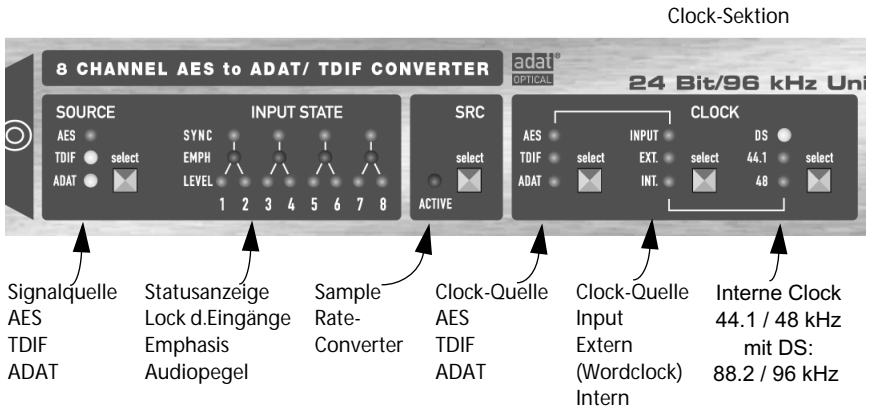 Clock-Sektion
8 CHANNEL AES to ADAT/ TDIF CONVERTER
adat®
OPTICAL
24 Bit/96 kHz Uni
SOURCE
AES
TDIF
ADAT
select
INPUT STATE
SYNC
EMPH
LEVEL
1 2 3 4 5 6 7 8
SRC
select
ACTIVE
CLOCK
AES
TDIF
ADAT
select
INPUT
EXT.
INT.
select
DS
44.1
48
select
Signalquelle
AES
TDIF
ADAT
Statusanzeige
Lock d.Eingänge
Emphasis
Audiopegel
Sample
Rate-
Converter
Clock-Quelle
AES
TDIF
ADAT
Clock-Quelle
Input
Extern
(Wordclock)
Intern
Interne Clock
44.1 / 48 kHz
mit DS:
88.2 / 96 kHz